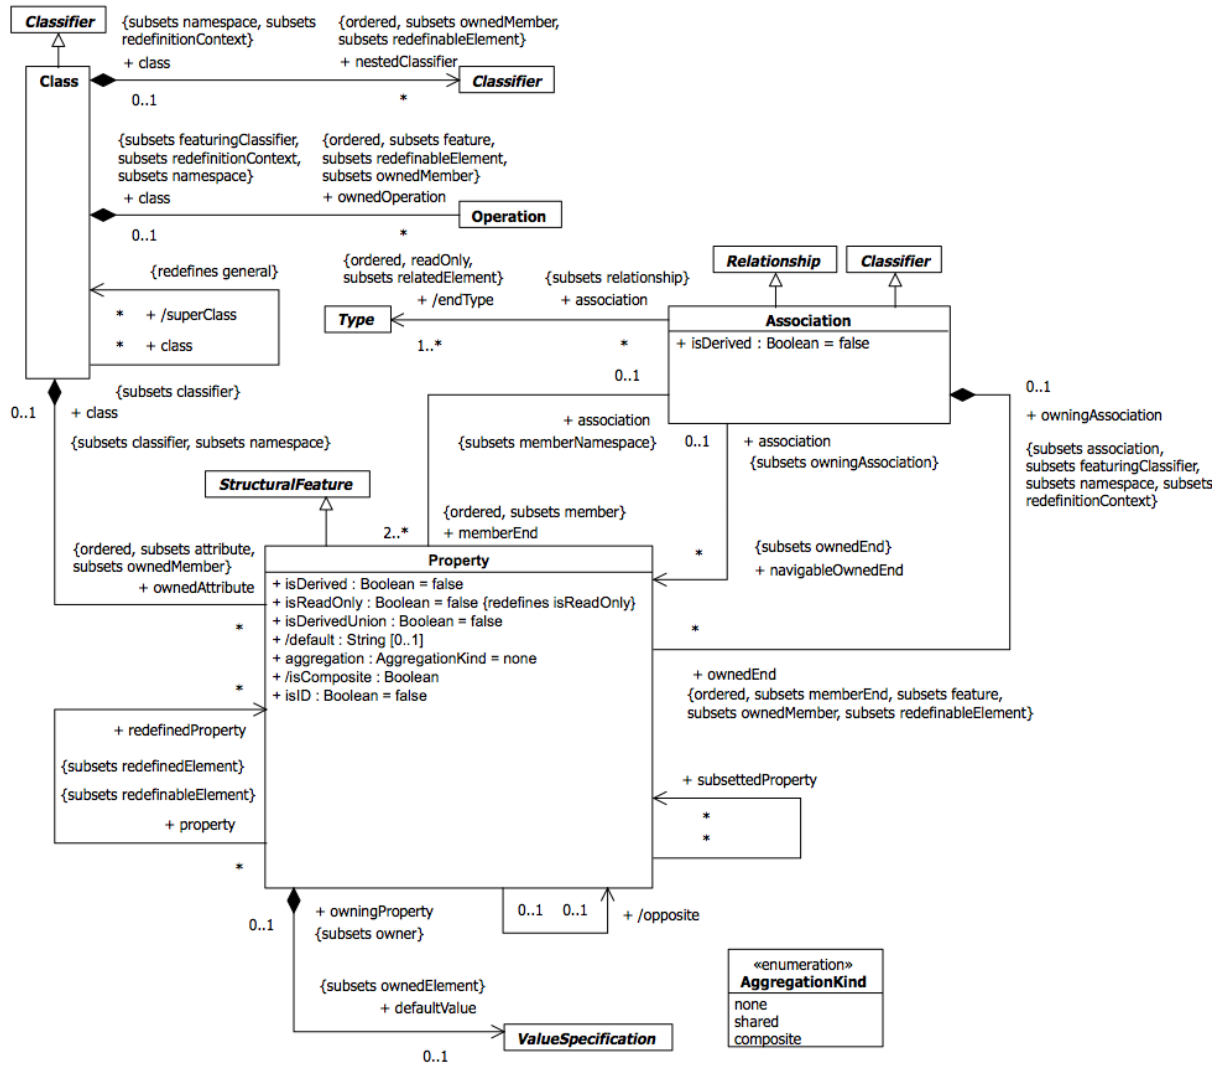 Classifier
{subsets namespace, subsets
redefinitionContext}
{ordered, subsets ownedMember,
subsets redefinableElement}
+ class
+ nestedClassifier
Class
Classifier
0..1
*
{subsets featuringClassifier,
subsets redefinitionContext,
subsets namespace}
{ordered, subsets feature,
subsets redefinableElement,
subsets ownedMember}
+ class
+ ownedOperation
Operation
0..1
*
{redefines general}
* + /superClass
* + class
{subsets classifier}
{ordered, readOnly,
subsets relatedElement}
+ /endType
{subsets relationship}
+ association
Type
1..*
*
Relationship
Classifier
Association
+ isDerived : Boolean = false
0..1
+ association
{subsets memberNamespace}
0..1
+ association
{subsets owningAssociation}
0..1
+ owningAssociation
{subsets association,
subsets featuringClassifier,
subsets namespace, subsets
redefinitionContext}
0..1
+ class
{subsets classifier, subsets namespace}
StructuralFeature
{ordered, subsets member}
2..*
+ memberEnd
{ordered, subsets attribute,
subsets ownedMember}
+ ownedAttribute
*
*
{subsets ownedEnd}
+ navigableOwnedEnd
Property
+ isDerived : Boolean = false
+ isReadOnly : Boolean = false {redefines isReadOnly}
+ isDerivedUnion : Boolean = false
+ /default : String [0..1]
+ aggregation : AggregationKind = none
+ /isComposite : Boolean
+ isID : Boolean = false
*
+ ownedEnd
{ordered, subsets memberEnd, subsets feature,
subsets ownedMember, subsets redefinableElement}
*
+ redefinedProperty
{subsets redefinedElement}
{subsets redefinableElement}
+ property
*
+ subsettedProperty
*
*
0..1
+ owningProperty
{subsets owner}
0..1 0..1
+ /opposite
{subsets ownedElement}
+ defaultValue
0..1
ValueSpecification
«enumeration»
AggregationKind
none
shared
composite